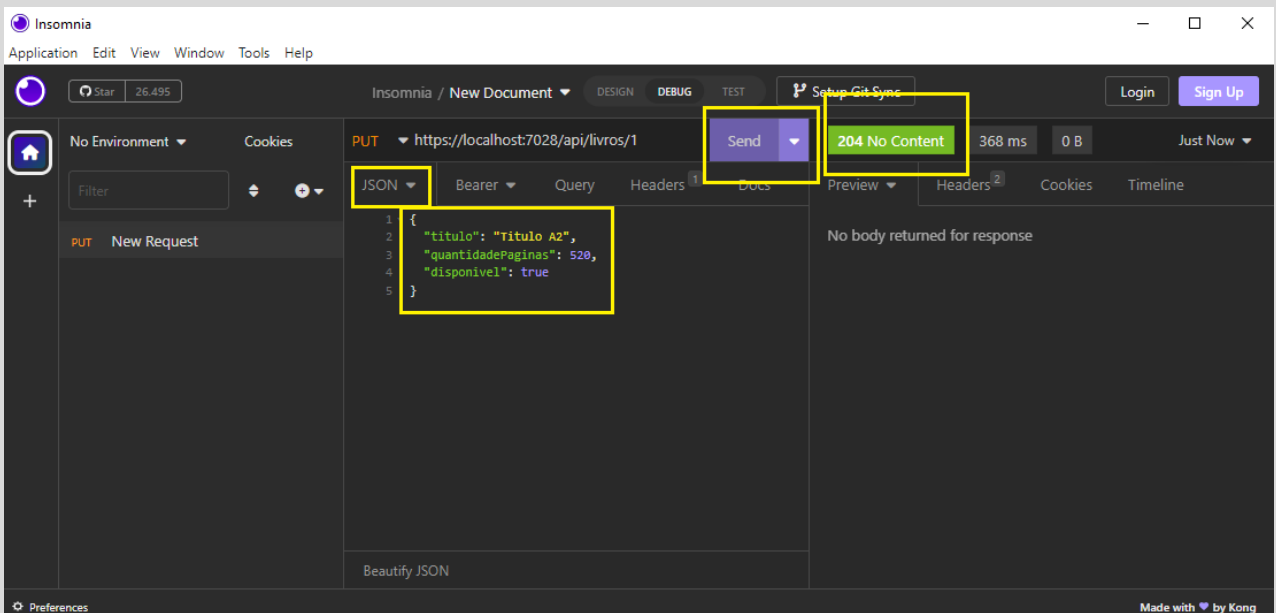 Insomnia
Application Edit View Window Tools Help
Star 26.495
Insomnia / New Document
DESIGN DEBUG TEST
Setup Git Sync
Login Sign Up
No Environment Cookies
PUT https://localhost:7028/api/livros/1
Send
204 No Content 368 ms 0 B
Just Now
Filter
JSON Bearer Query Headers 1 Docs
Preview Headers 2 Cookies Timeline
PUT New Request
1 {
2 "titulo": "Titulo A2",
3 "quantidadePaginas": 520,
4 "disponivel": true
5 }
No body returned for response
Beautify JSON
Preferences
Made with ♥ by Kong